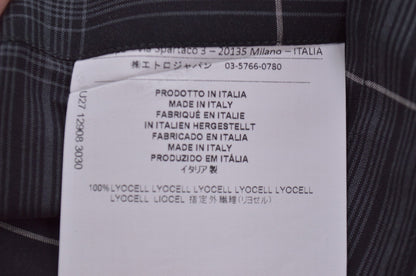 Via Spartaco 3 – 20135 Milano – ITALIA
㈱エトロジャパン 03-5766-0780
PRODOTTO IN ITALIA
MADE IN ITALY
FABRIQUÉ EN ITALIE
IN ITALIEN HERGESTELLT
FABRICADO EN ITALIA
MADE IN ITALY
PRODUZIDO EM ITÁLIA
イタリア製
100% LYOCELL LYOCELL LYOCELL LYOCELL LYOCELL
LYOCELL LIOCEL 指定外繊維(リヨセル)
U27 12908 3030